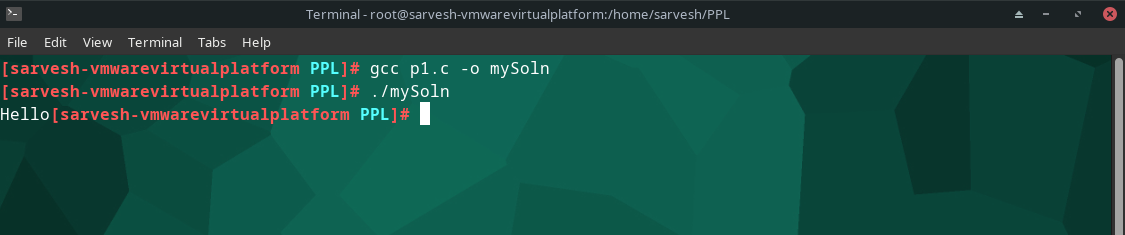 Terminal - root@sarvesh-vmwarevirtualplatform:/home/sarvesh/PPL
File Edit View Terminal Tabs Help
[sarvesh-vmwarevirtualplatform PPL]# gcc p1.c -o mySoln
[sarvesh-vmwarevirtualplatform PPL]# ./mySoln
Hello[sarvesh-vmwarevirtualplatform PPL]#